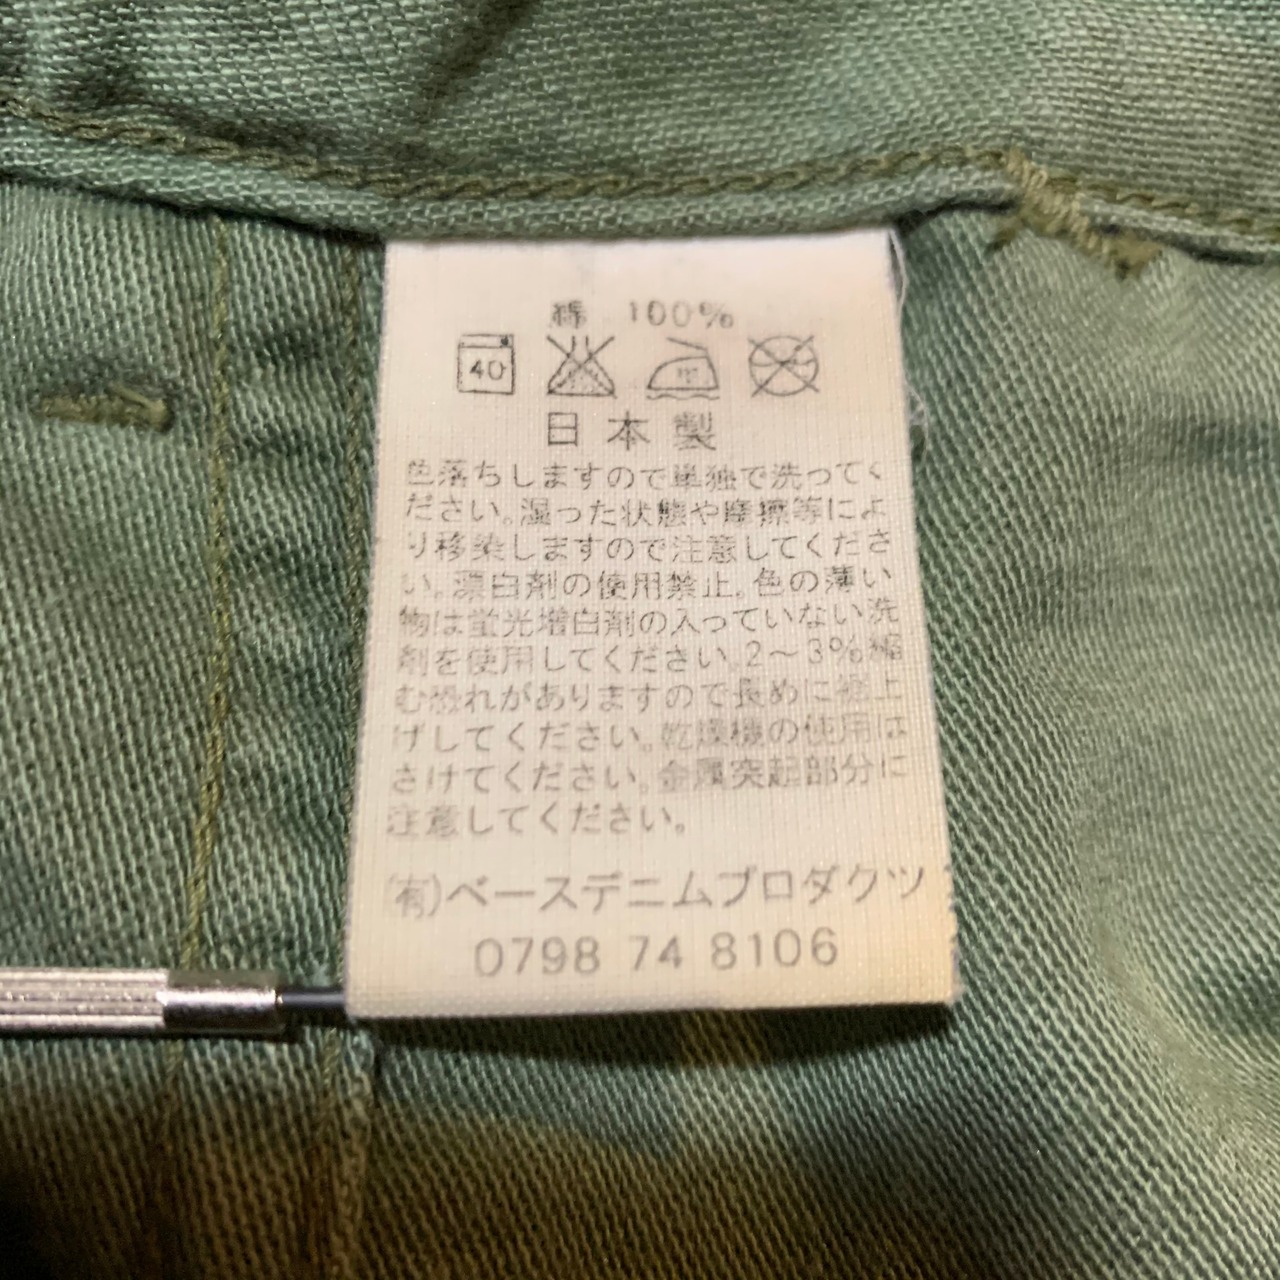 綿 100%
40
日本製
色落ちしますので単独で洗ってく
ださい。湿った状態や摩擦等によ
り移染しますので注意してくださ
い。漂白剤の使用禁止。色の薄い
物は蛍光増白剤の入っていない洗
剤を使用してください。2〜3%縮
む恐れがありますので長めに裾上
げしてください。乾燥機の使用は
さけてください。金属突起部分に
注意してください。
(有)ベースデニムプロダクツ
0798 74 8106